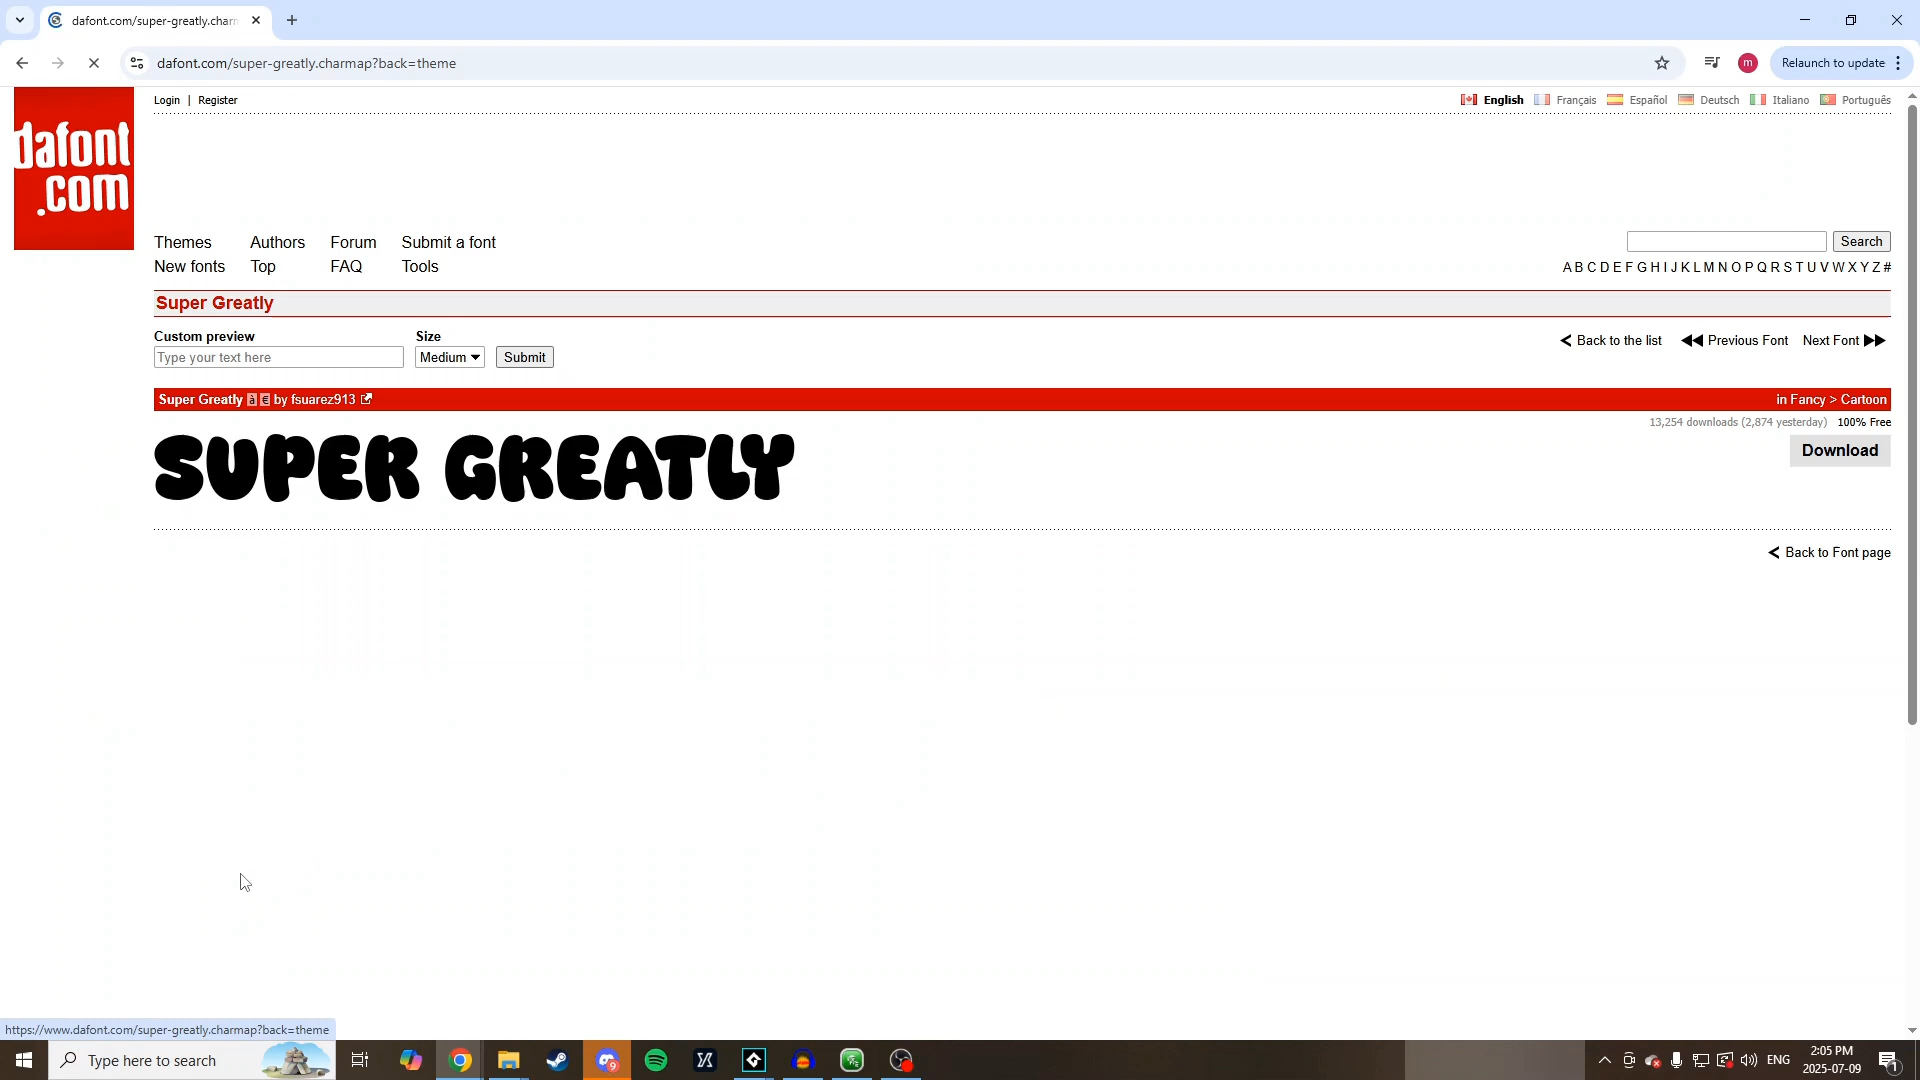 dafont.com/super-greatly.charm
dafont.com/super-greatly.charmap?back=theme
m
Relaunch to update
dafont
.com
Login | Register
English Français Español Deutsch Italiano Português
Themes Authors Forum Submit a font
New fonts Top FAQ Tools
Search
A B C D E F G H I J K L M N O P Q R S T U V W X Y Z #
Super Greatly
Custom preview Size
Type your text here Medium Submit
Back to the list Previous Font Next Font
Super Greatly à € by fsuarez913 in Fancy > Cartoon
13,254 downloads (2,874 yesterday) 100% Free
SUPER GREATLY
Download
Back to Font page
https://www.dafont.com/super-greatly.charmap?back=theme
Type here to search
9
ENG
2:05 PM
2025-07-09
1